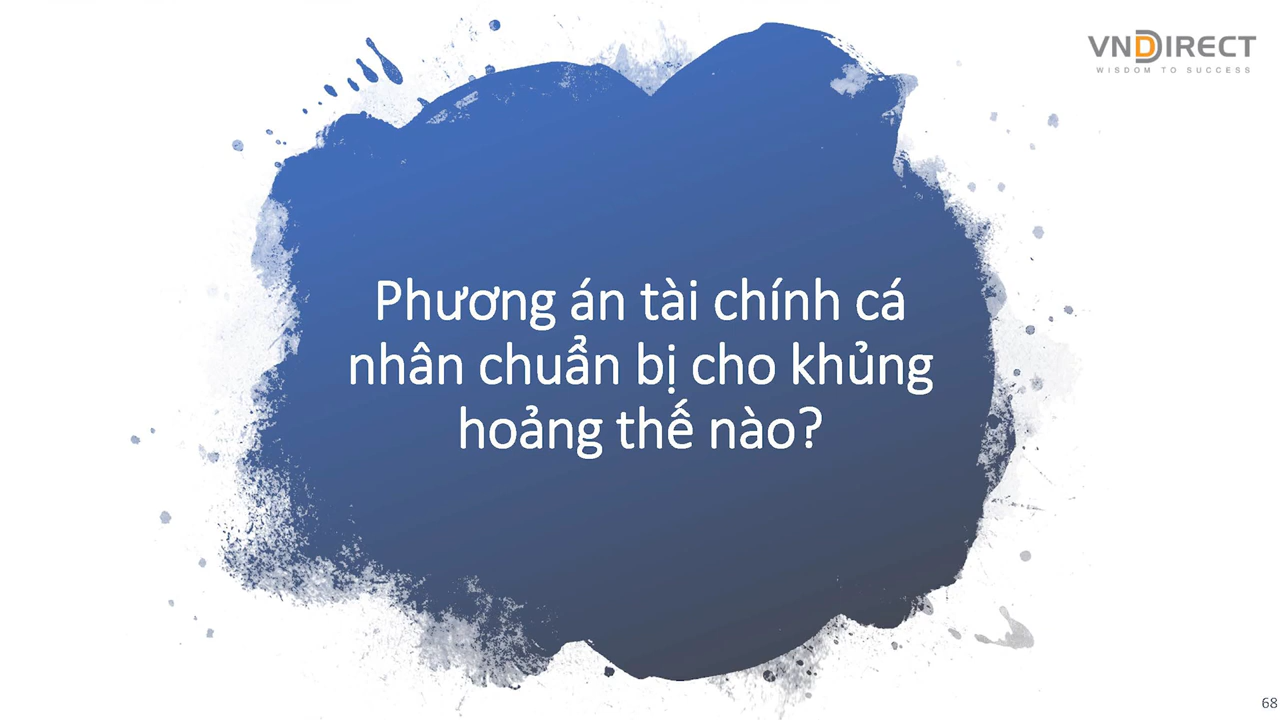 VNDIRECT
WISDOM TO SUCCESS
Phương án tài chính cá
nhân chuẩn bị cho khủng
hoảng thế nào?
68